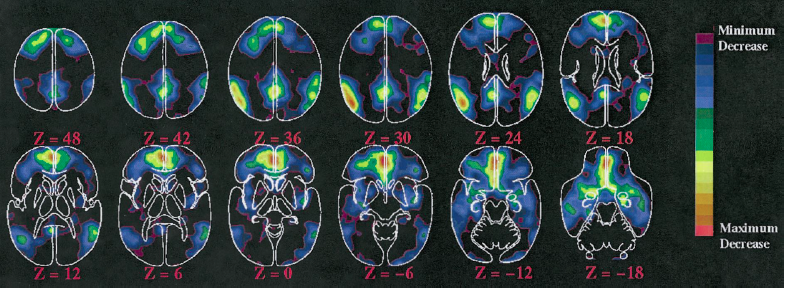 Minimum
Decrease
Z = 48
Z = 42
Z = 36
Z = 30
Z = 24
Z = 18
Z = 12
Z = 6
Z = 0
Z = -6
Z = -12
Z = -18
Maximum
Decrease